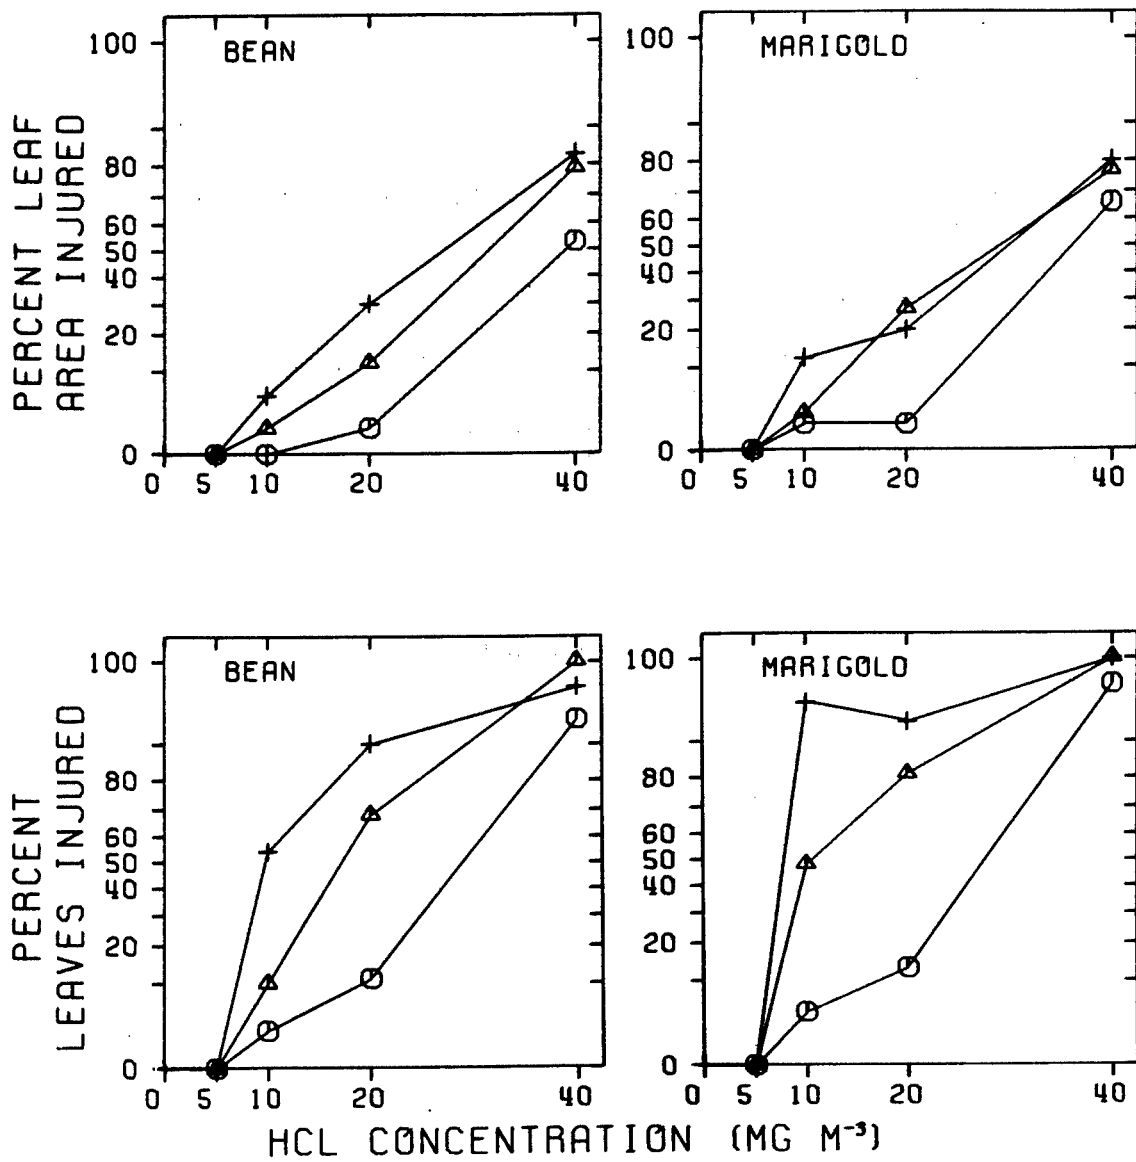 BEAN
100
80
60
50
40
20
0
0 5 10 20 40
PERCENT LEAF
AREA INJURED
MARIGOLD
100
80
60
50
40
20
0
0 5 10 20 40
BEAN
100
80
60
50
40
20
0
0 5 10 20 40
PERCENT
LEAVES INJURED
MARIGOLD
100
80
60
50
40
20
0
0 5 10 20 40
HCL CONCENTRATION (MG M⁻³)